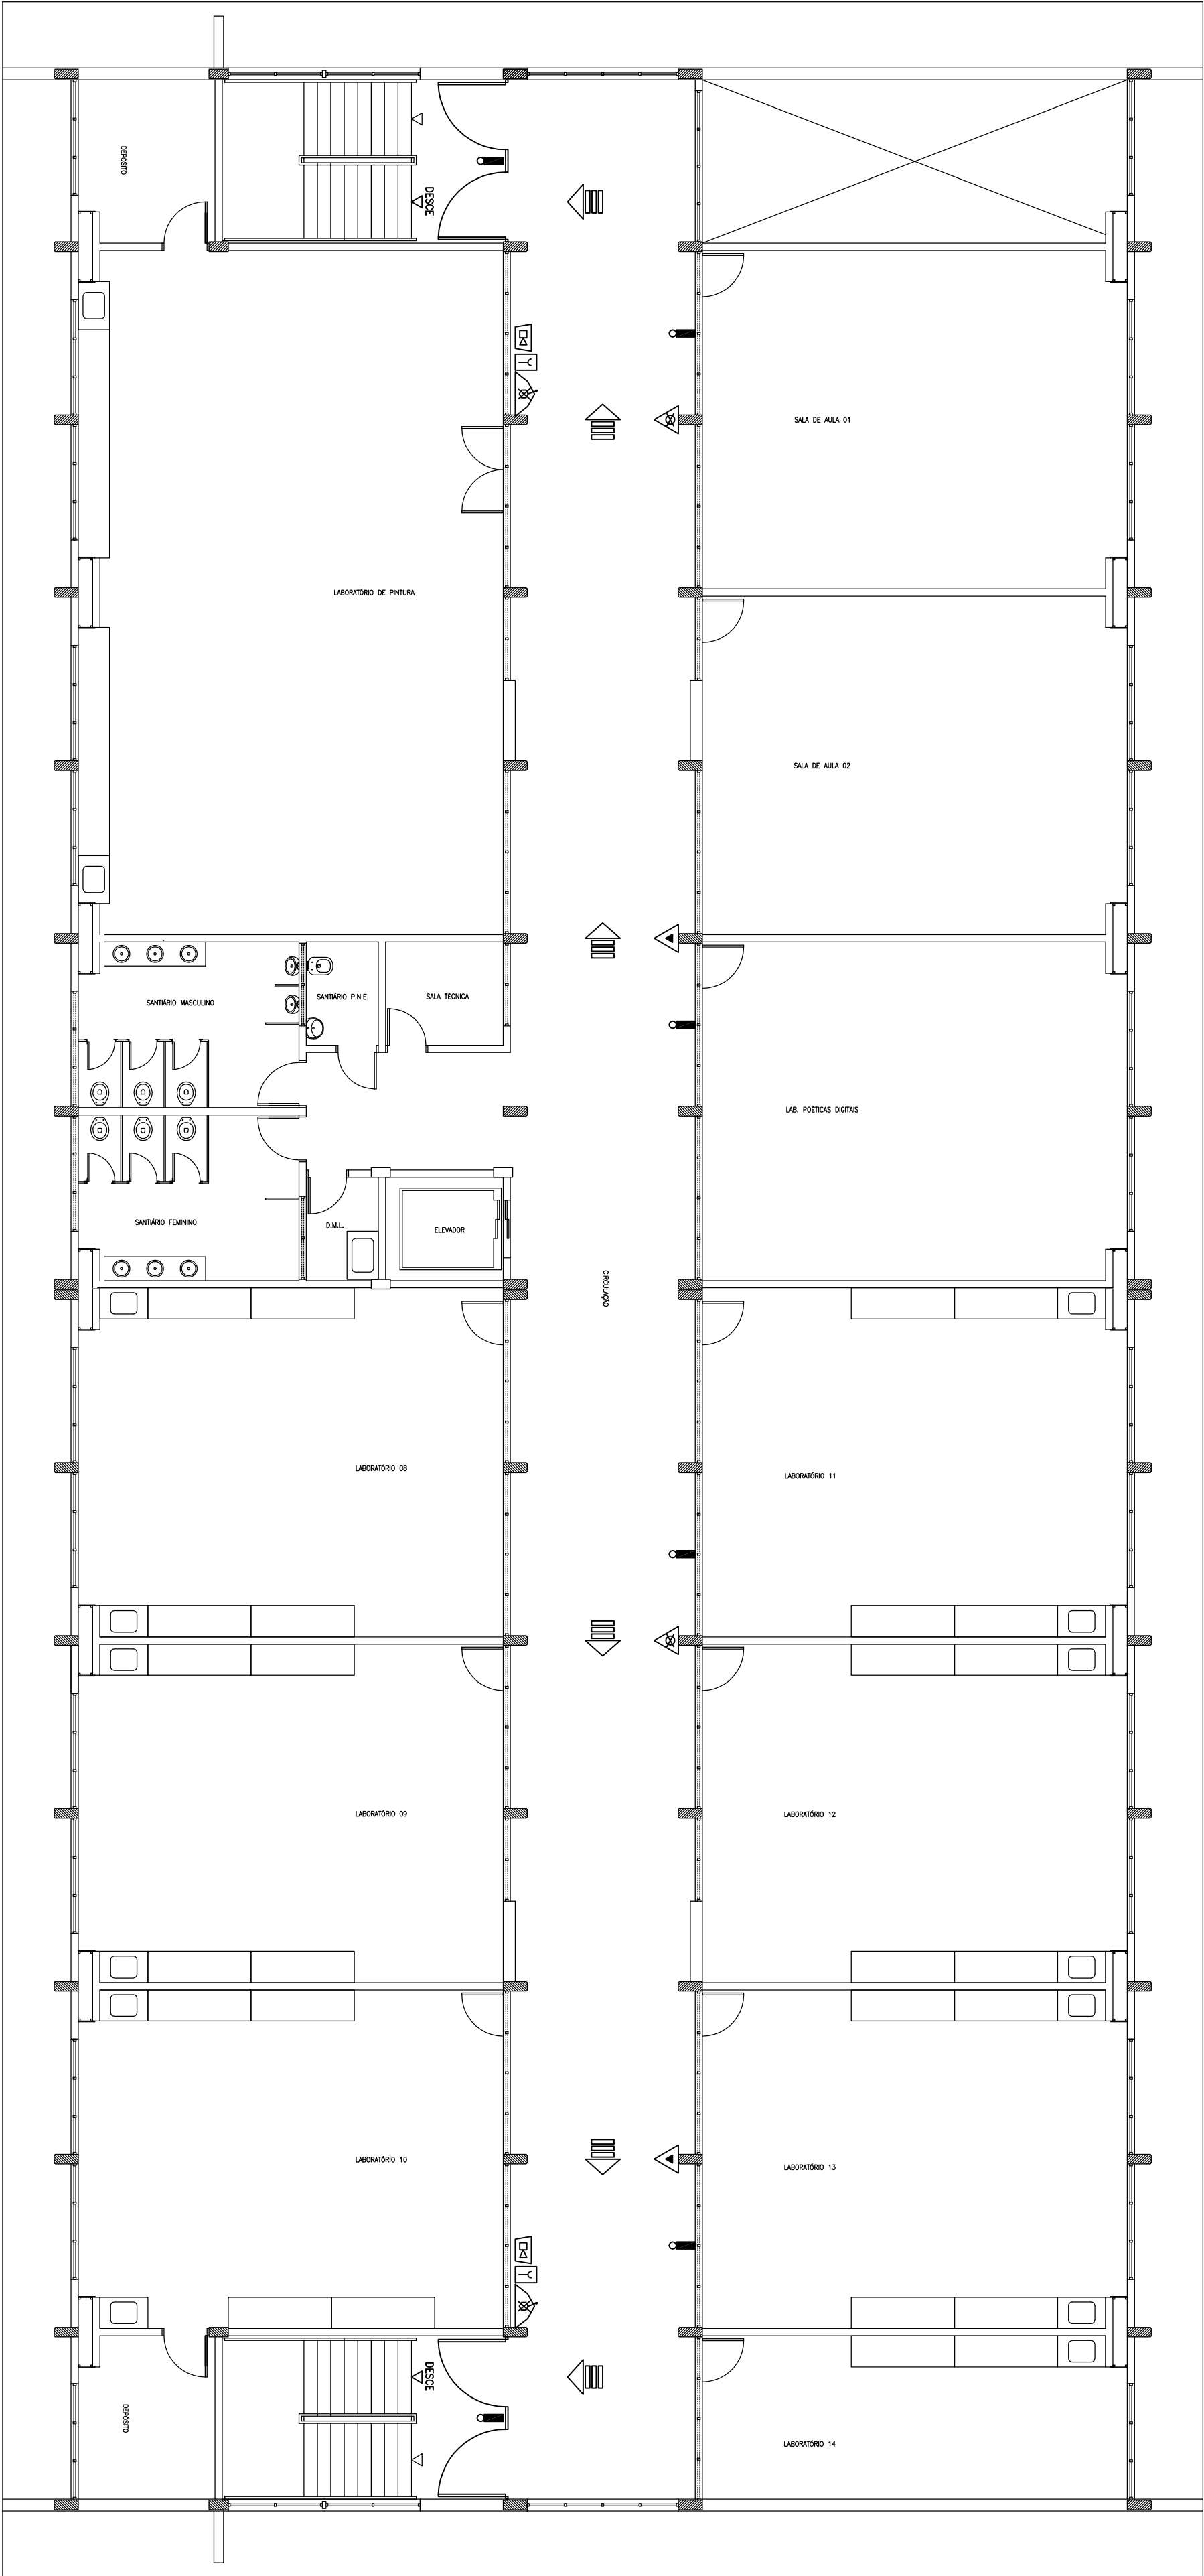 DEPÓSITO
DESCE
SALA DE AULA 01
LABORATÓRIO DE PINTURA
SALA DE AULA 02
SANTIÁRIO MASCULINO
SANTIÁRIO P.N.E.
SALA TÉCNICA
LAB. POÉTICAS DIGITAIS
SANTIÁRIO FEMININO
D.M.L.
ELEVADOR
CIRCULAÇÃO
LABORATÓRIO 08
LABORATÓRIO 11
LABORATÓRIO 09
LABORATÓRIO 12
LABORATÓRIO 10
LABORATÓRIO 13
DESCE
DEPÓSITO
LABORATÓRIO 14